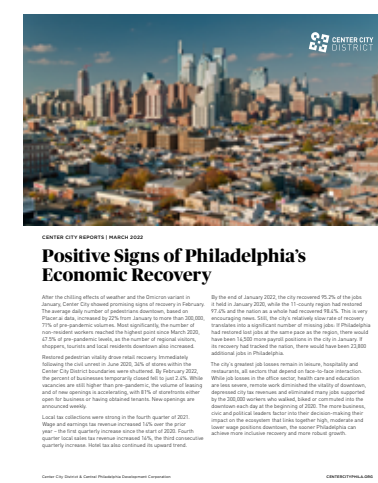 CENTER CITY
DISTRICT
CENTER CITY REPORTS | MARCH 2022
Positive Signs of Philadelphia's
Economic Recovery
After the chilling effects of weather and the Omicron variant in
January, Center City showed promising signs of recovery in February.
The average daily number of pedestrians downtown, based on
Placer.ai data, increased by 22% from January to more than 300,000,
71% of pre-pandemic volumes. Most significantly, the number of
non-resident workers reached the highest point since March 2020,
47.5% of pre-pandemic levels, as the number of regional visitors,
shoppers, tourists and local residents downtown also increased.
Restored pedestrian vitality drove retail recovery. Immediately
following the civil unrest in June 2020, 36% of stores within the
Center City District boundaries were shuttered. By February 2022,
the percent of businesses temporarily closed fell to just 2.6%. While
vacancies are still higher than pre-pandemic, the volume of leasing
and of new openings is accelerating, with 81% of storefronts either
open for business or having obtained tenants. New openings are
announced weekly.
Local tax collections were strong in the fourth quarter of 2021.
Wage and earnings tax revenue increased 14% over the prior
year – the first quarterly increase since the start of 2020. Fourth
quarter local sales tax revenue increased 16%, the third consecutive
quarterly increase. Hotel tax also continued its upward trend.
By the end of January 2022, the city recovered 95.2% of the jobs
it held in January 2020, while the 11-county region had restored
97.4% and the nation as a whole had recovered 98.4%. This is very
encouraging news. Still, the city's relatively slow rate of recovery
translates into a significant number of missing jobs. If Philadelphia
had restored lost jobs at the same pace as the region, there would
have been 16,500 more payroll positions in the city in January. If
its recovery had tracked the nation, there would have been 23,800
additional jobs in Philadelphia.
The city's greatest job losses remain in leisure, hospitality and
restaurants, all sectors that depend on face-to-face interaction.
While job losses in the office sector, health care and education
are less severe, remote work diminished the vitality of downtown,
depressed city tax revenues and eliminated many jobs supported
by the 300,000 workers who walked, biked or commuted into the
downtown each day at the beginning of 2020. The more business,
civic and political leaders factor into their decision-making their
impact on the ecosystem that links together high, moderate and
lower wage positions downtown, the sooner Philadelphia can
achieve more inclusive recovery and more robust growth.
Center City District & Central Philadelphia Development Corporation
CENTERCITYPHILA.ORG